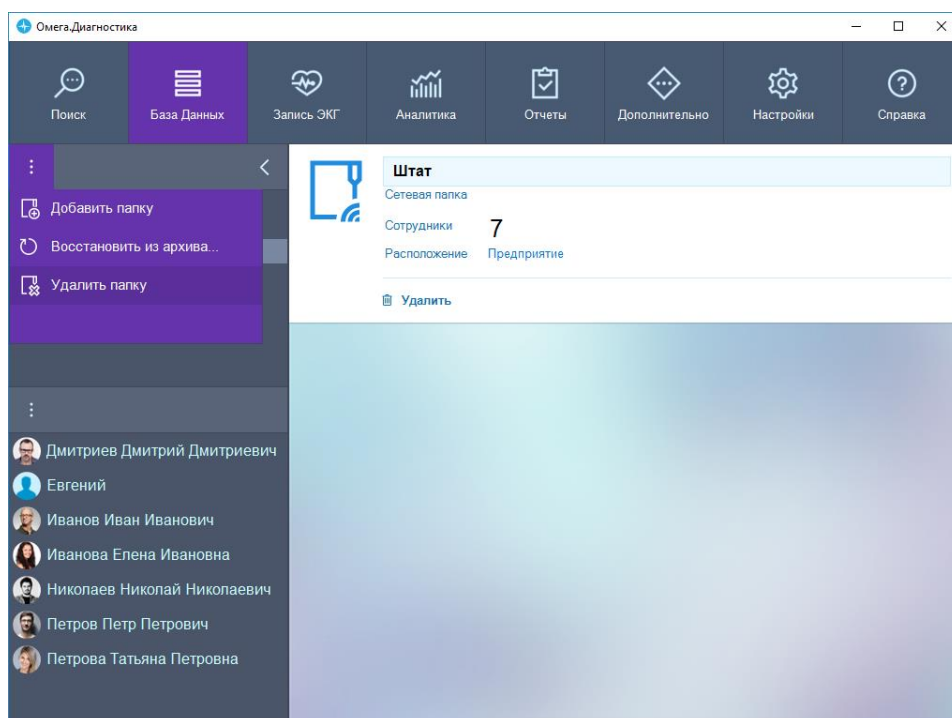 Омега.Диагностика
Поиск
База Данных
Запись ЭКГ
Аналитика
Отчеты
Дополнительно
Настройки
Справка
Добавить папку
Восстановить из архива...
Удалить папку
Штат
Сетевая папка
Сотрудники 7
Расположение Предприятие
Удалить
Дмитриев Дмитрий Дмитриевич
Евгений
Иванов Иван Иванович
Иванова Елена Ивановна
Николаев Николай Николаевич
Петров Петр Петрович
Петрова Татьяна Петровна